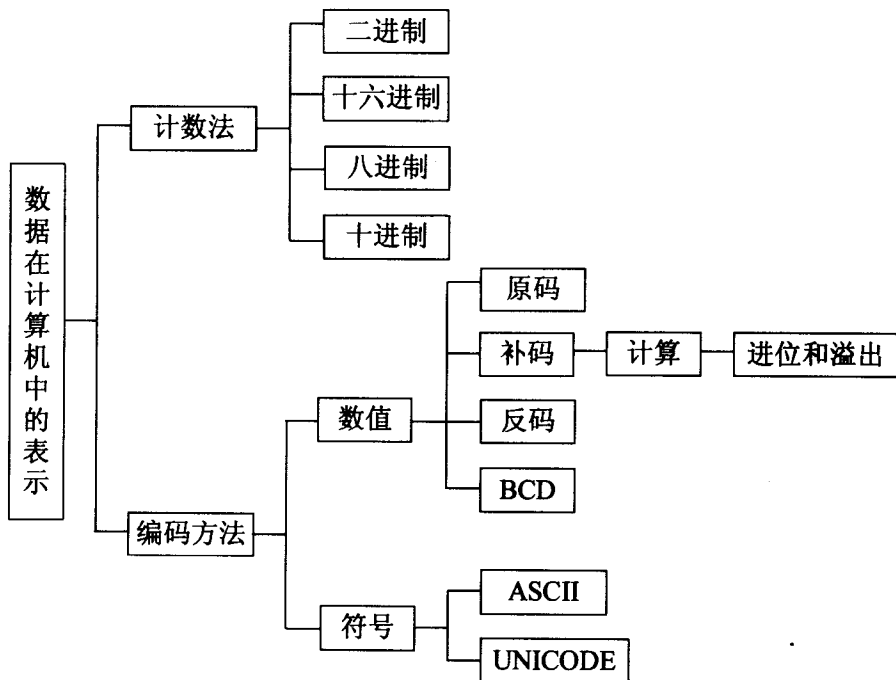 数据在计算机中的表示
计数法
二进制
十六进制
八进制
十进制
编码方法
数值
原码
补码
计算
进位和溢出
反码
BCD
符号
ASCII
UNICODE